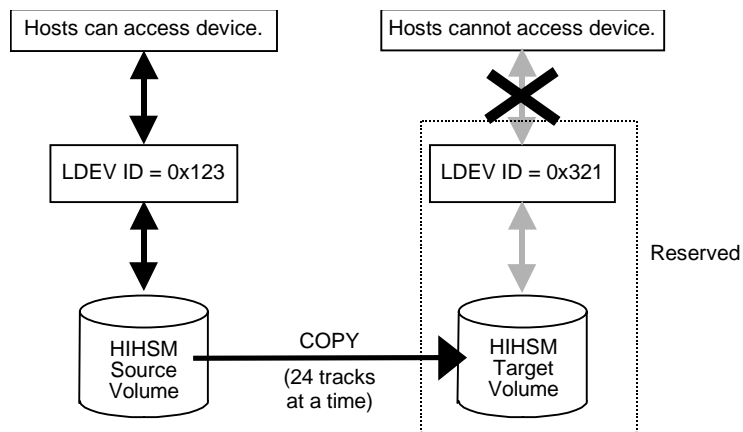 Hosts can access device.
Hosts cannot access device.
LDEV ID = 0x123
LDEV ID = 0x321
Reserved
HIHSM
Source
Volume
COPY
(24 tracks
at a time)
HIHSM
Target
Volume